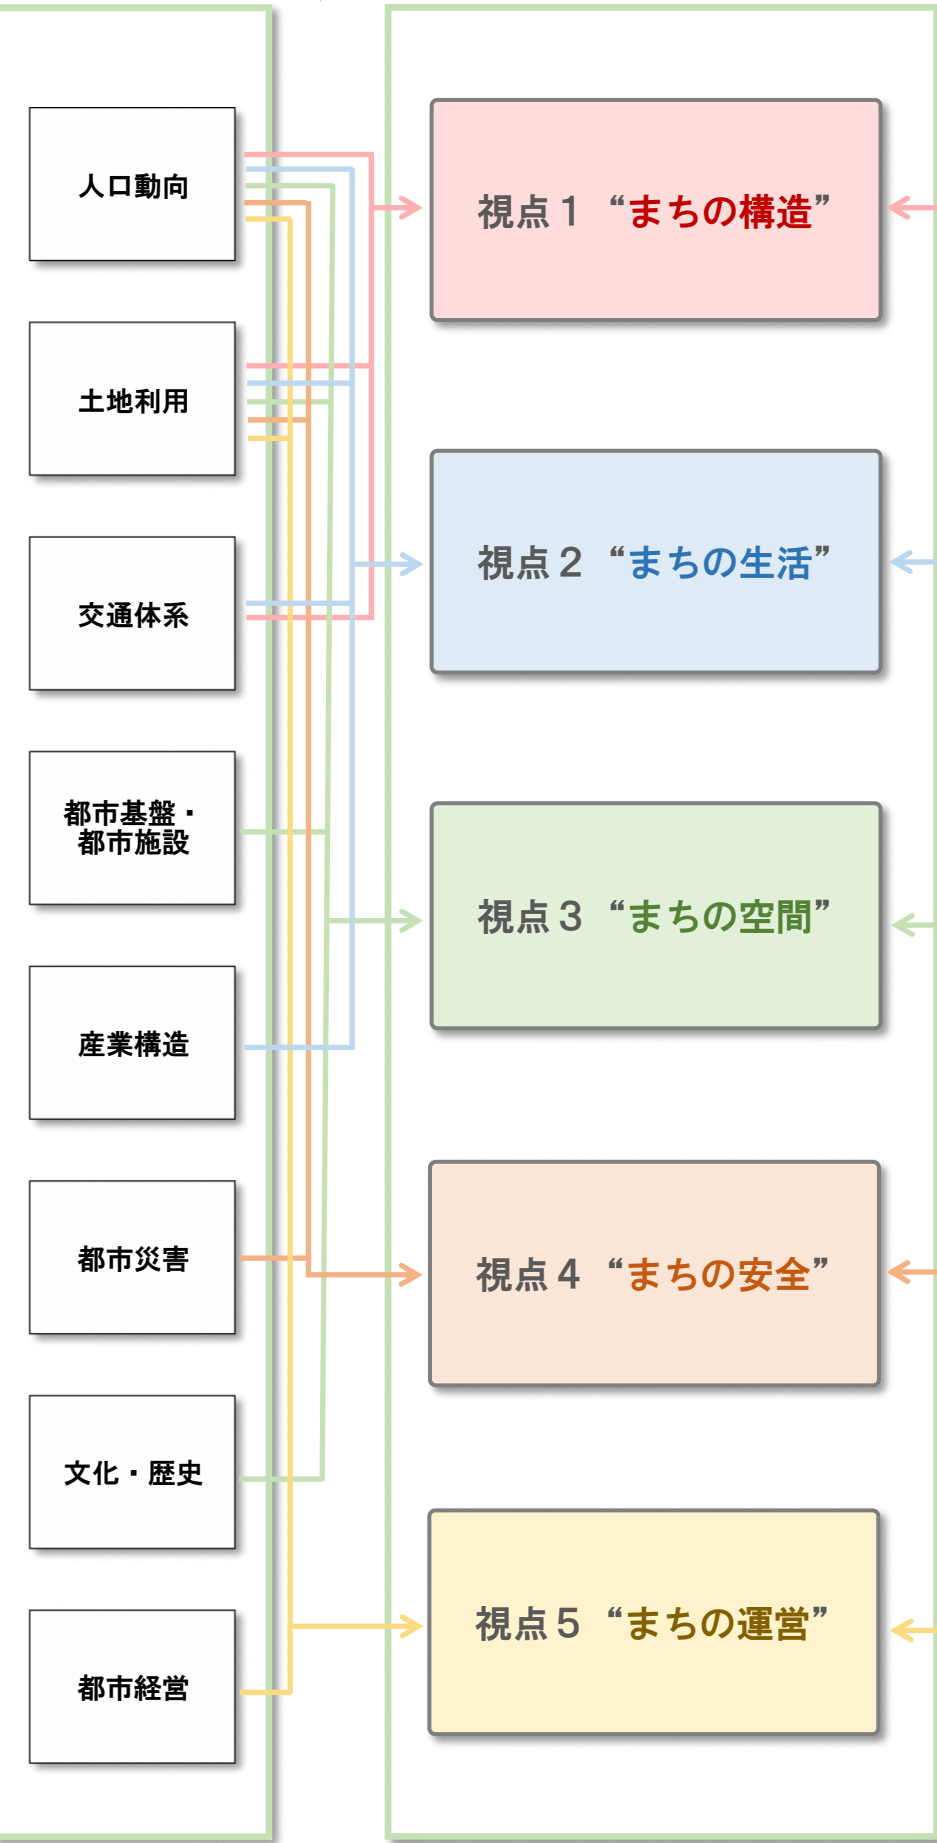 人口動向
土地利用
交通体系
都市基盤・
都市施設
産業構造
都市災害
文化・歴史
都市経営
視点１ “まちの構造”
視点２ “まちの生活”
視点３ “まちの空間”
視点４ “まちの安全”
視点５ “まちの運営”